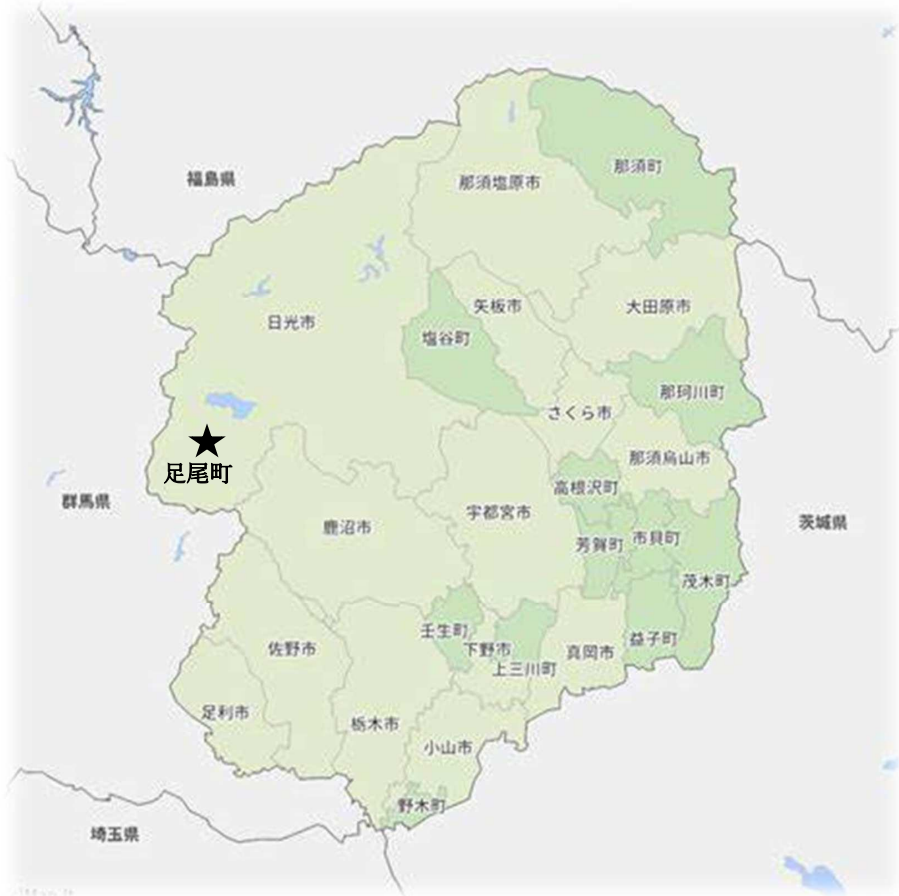 那須町
福島県
那須塩原市
矢板市
大田原市
日光市
塩谷町
那珂川町
さくら市
足尾町
那須烏山市
高根沢町
群馬県
宇都宮市
茨城県
鹿沼市
芳賀町
市貝町
茂木町
壬生町
下野市
益子町
佐野市
真岡市
上三川町
足利市
栃木市
小山市
野木町
埼玉県